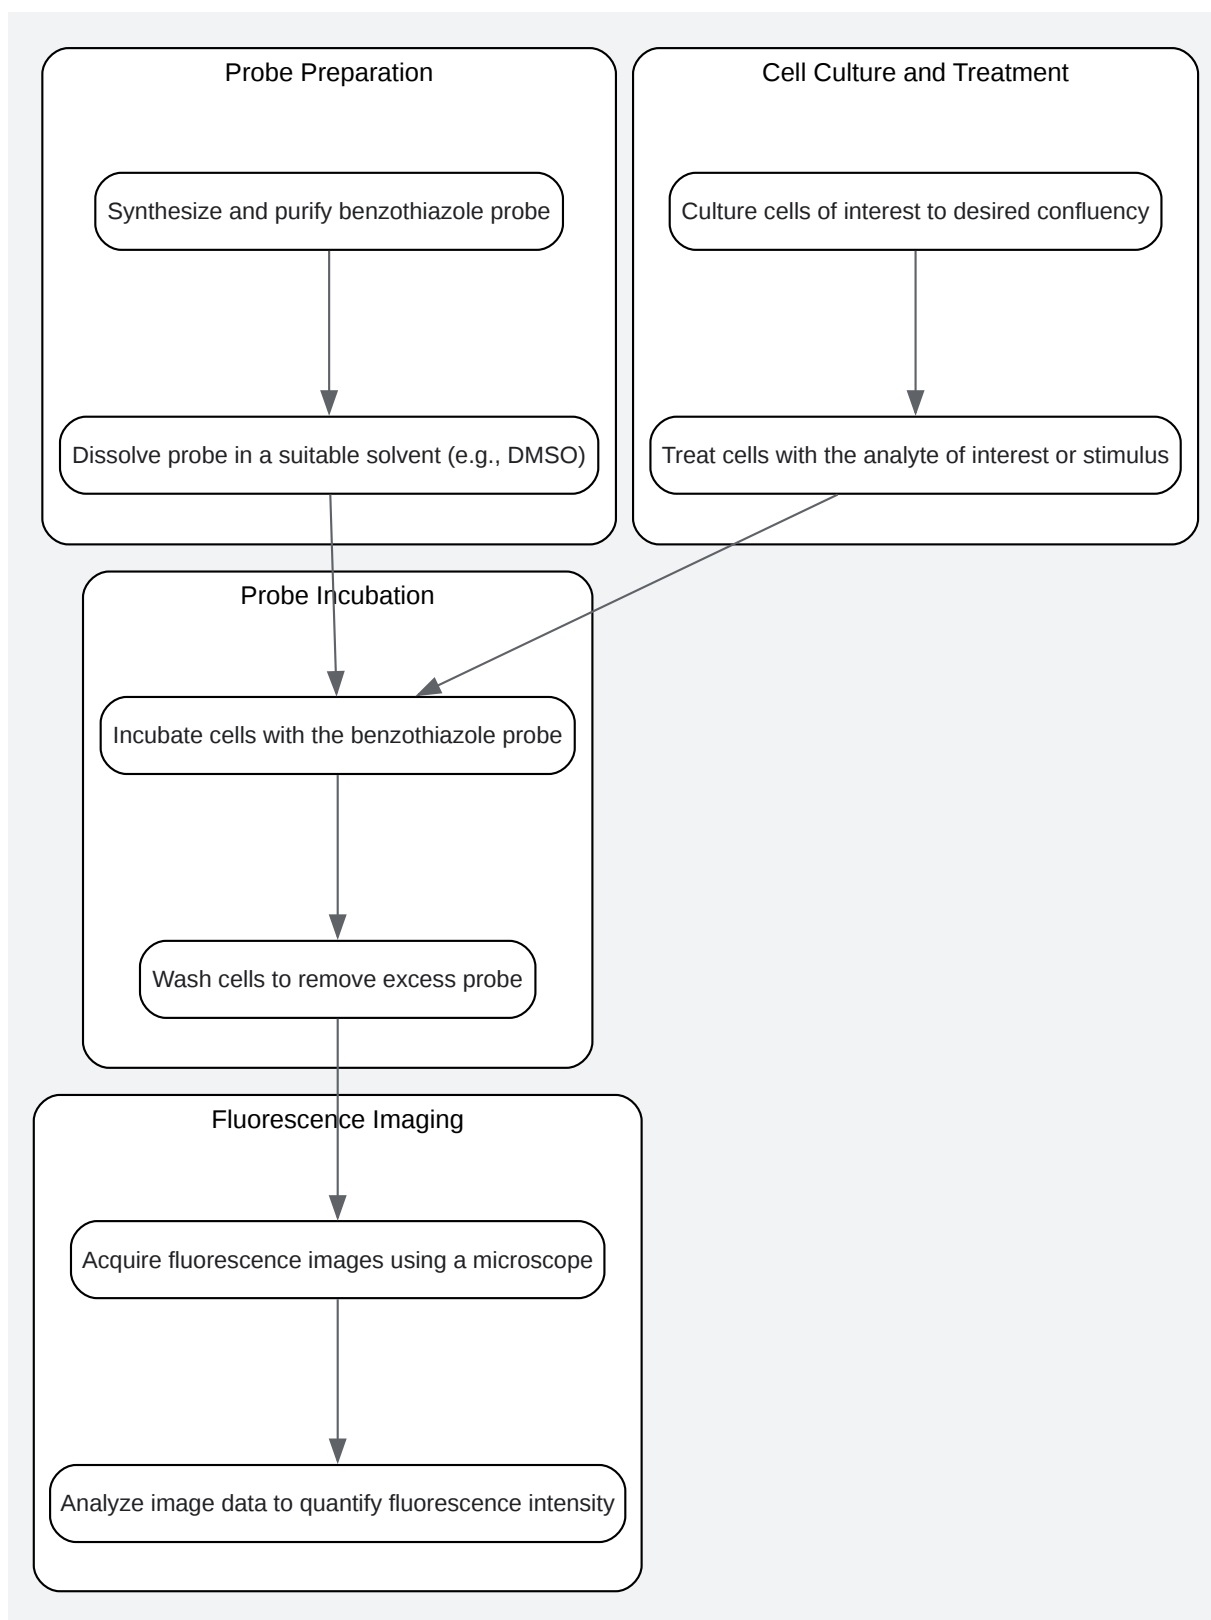 Probe Preparation
Synthesize and purify benzothiazole probe
Dissolve probe in a suitable solvent (e.g., DMSO)
Cell Culture and Treatment
Culture cells of interest to desired confluency
Treat cells with the analyte of interest or stimulus
Probe Incubation
Incubate cells with the benzothiazole probe
Wash cells to remove excess probe
Fluorescence Imaging
Acquire fluorescence images using a microscope
Analyze image data to quantify fluorescence intensity